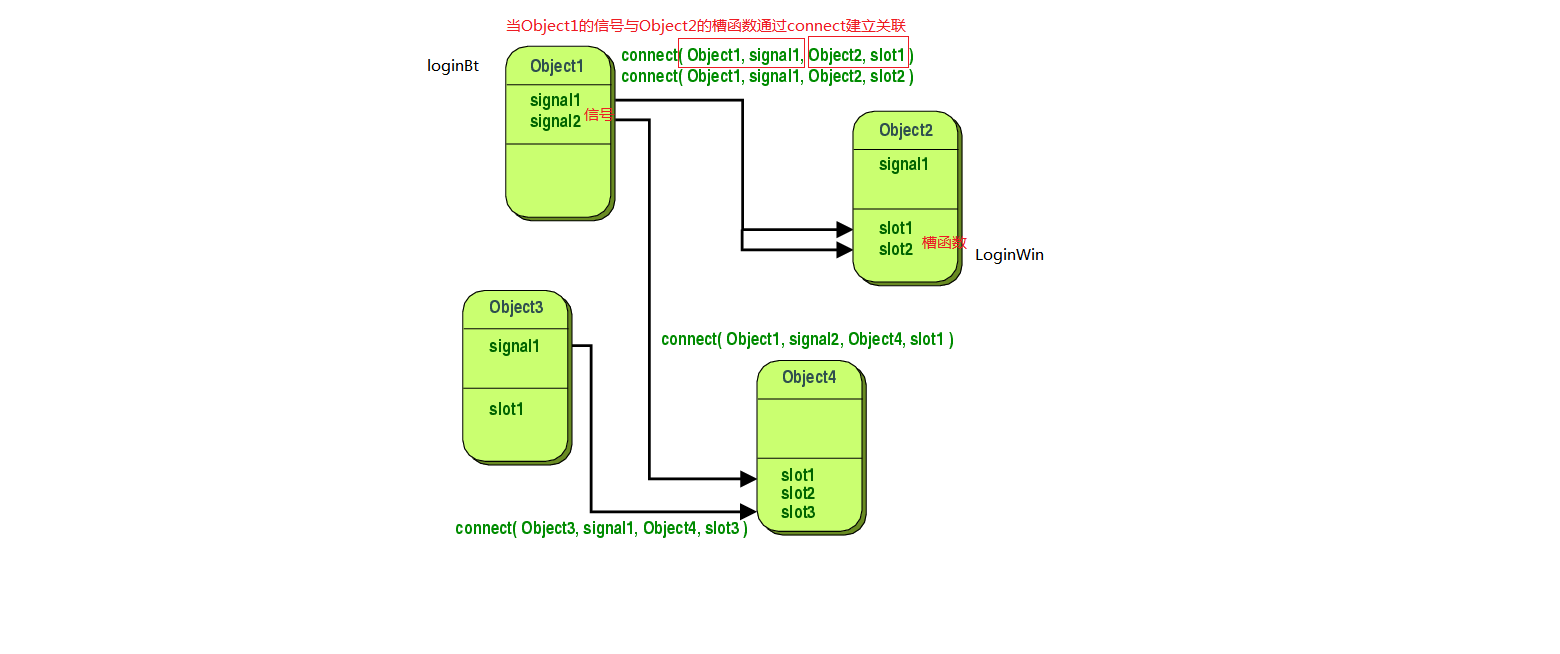 当Object1的信号与Object2的槽函数通过connect建立关联
connect( Object1, signal1, Object2, slot1 )
connect( Object1, signal1, Object2, slot2 )
loginBt
Object1
signal1
signal2
信号
Object2
signal1
slot1
slot2
槽函数
LoginWin
Object3
signal1
slot1
connect( Object1, signal2, Object4, slot1 )
Object4
slot1
slot2
slot3
connect( Object3, signal1, Object4, slot3 )